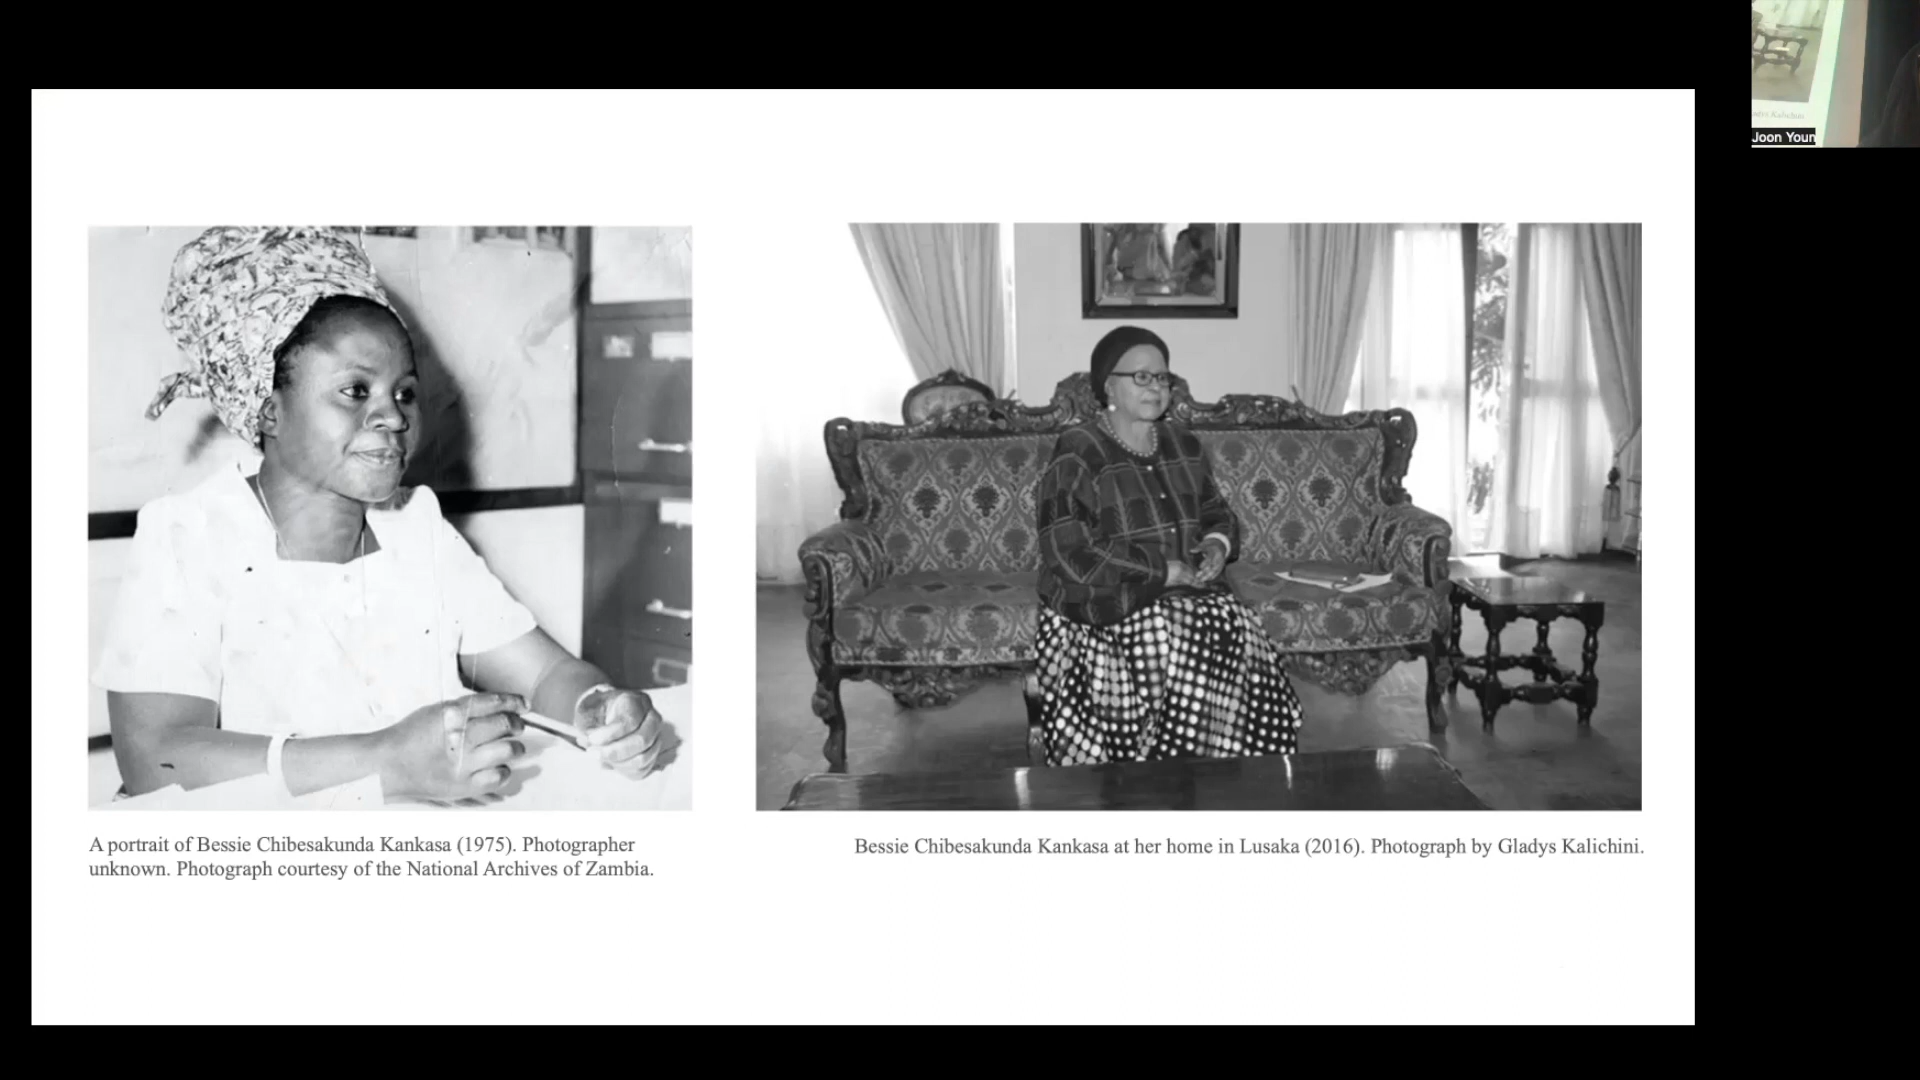 A portrait of Bessie Chibesakunda Kankasa (1975). Photographer
unknown. Photograph courtesy of the National Archives of Zambia.
Bessie Chibesakunda Kankasa at her home in Lusaka (2016). Photograph by Gladys Kalichini.
Joon Youn